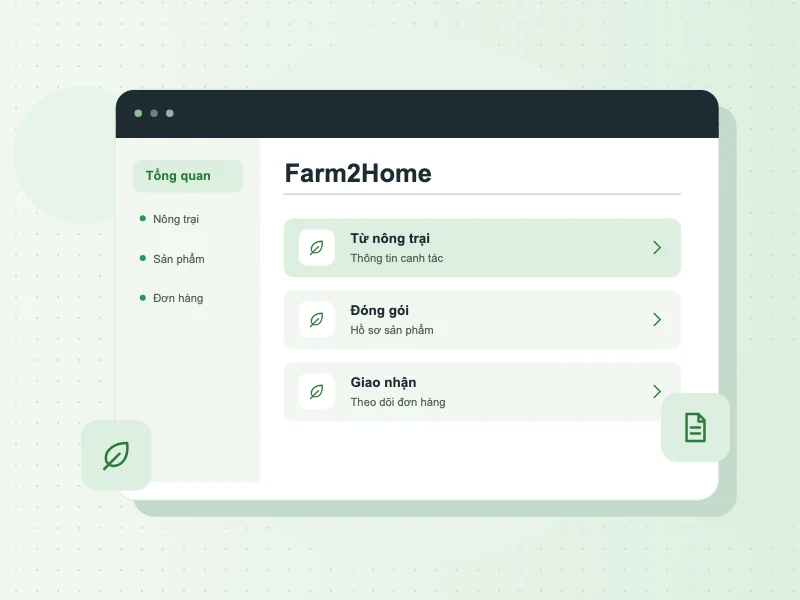 Tổng quan
Nông trại
Sản phẩm
Đơn hàng
Farm2Home
Từ nông trại
Thông tin canh tác
Đóng gói
Hồ sơ sản phẩm
Giao nhận
Theo dõi đơn hàng